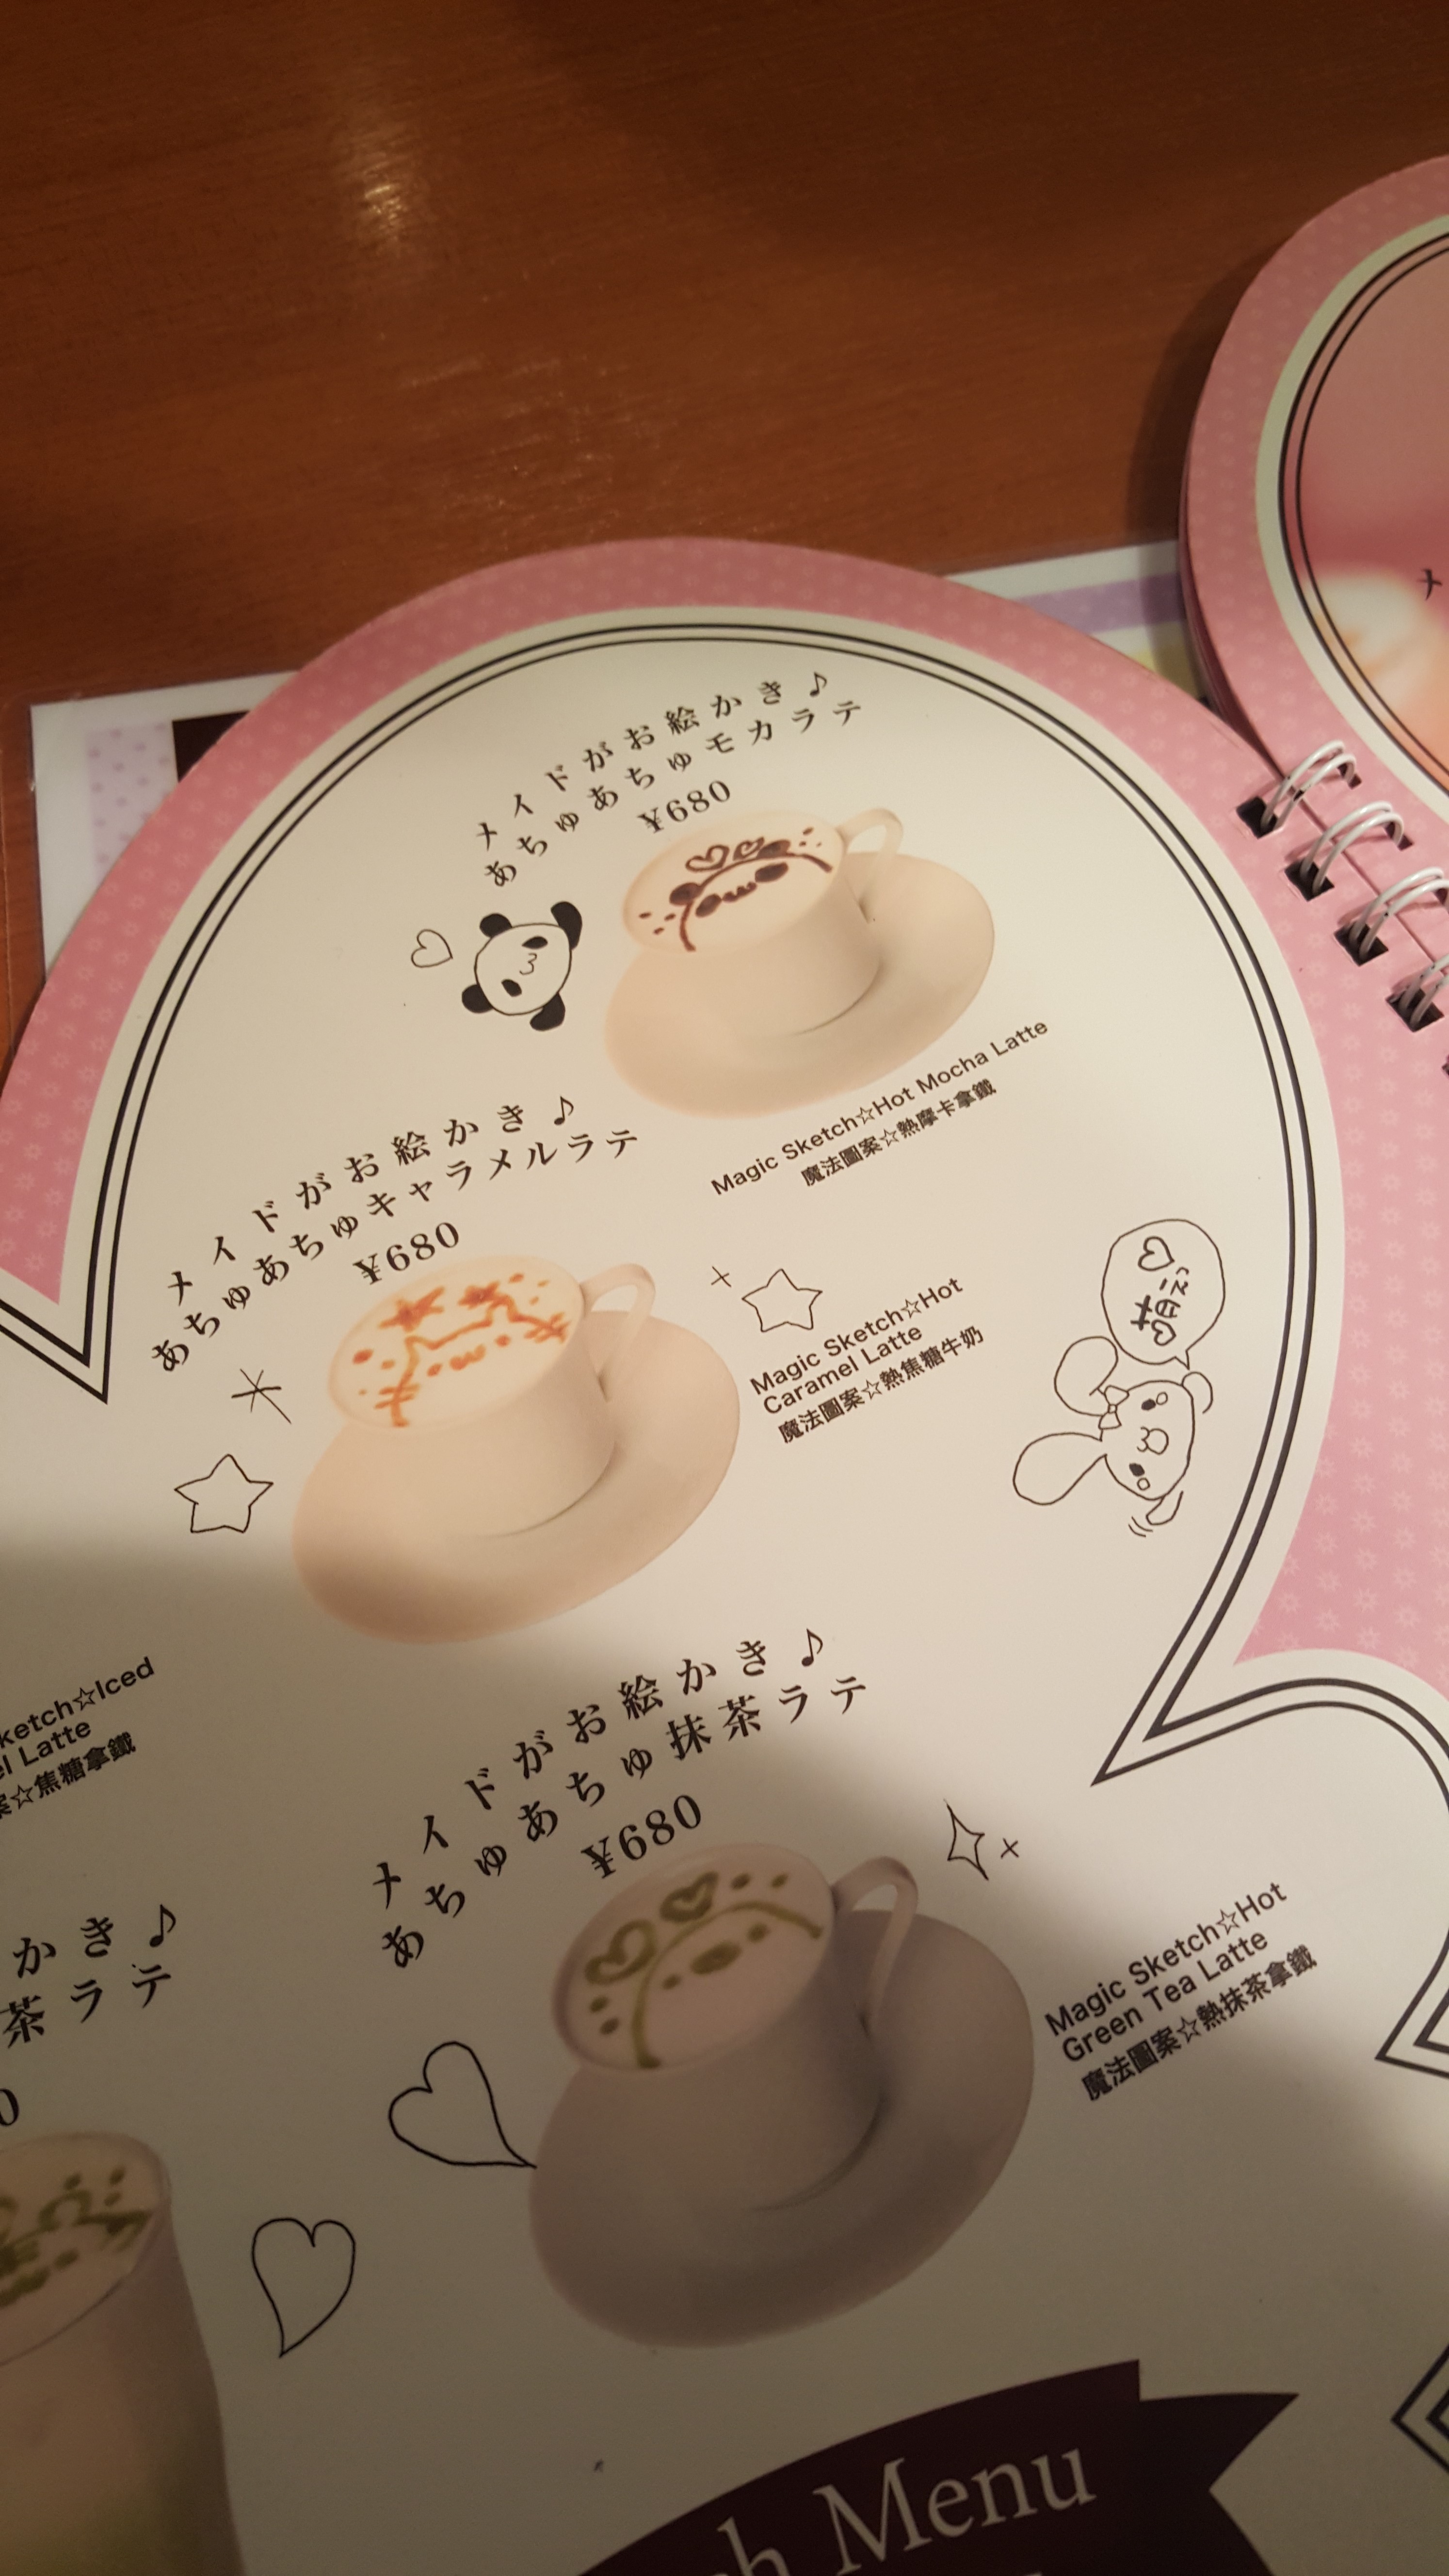 メイドがお絵かき♪
あちゅあちゅモカラテ
¥680
Magic Sketch☆Hot Mocha Latte
魔法圖案☆熱摩卡拿鐵
メイドがお絵かき♪
あちゅあちゅキャラメルラテ
¥680
Magic Sketch☆Hot
Caramel Latte
魔法圖案☆熱焦糖牛奶
萌え
ketch☆Iced
el Latte
案☆焦糖拿鐵
メイドがお絵かき♪
あちゅあちゅ抹茶ラテ
¥680
Magic Sketch☆Hot
Green Tea Latte
魔法圖案☆熱抹茶拿鐵
かき♪
茶ラテ
0
h Menu
メ